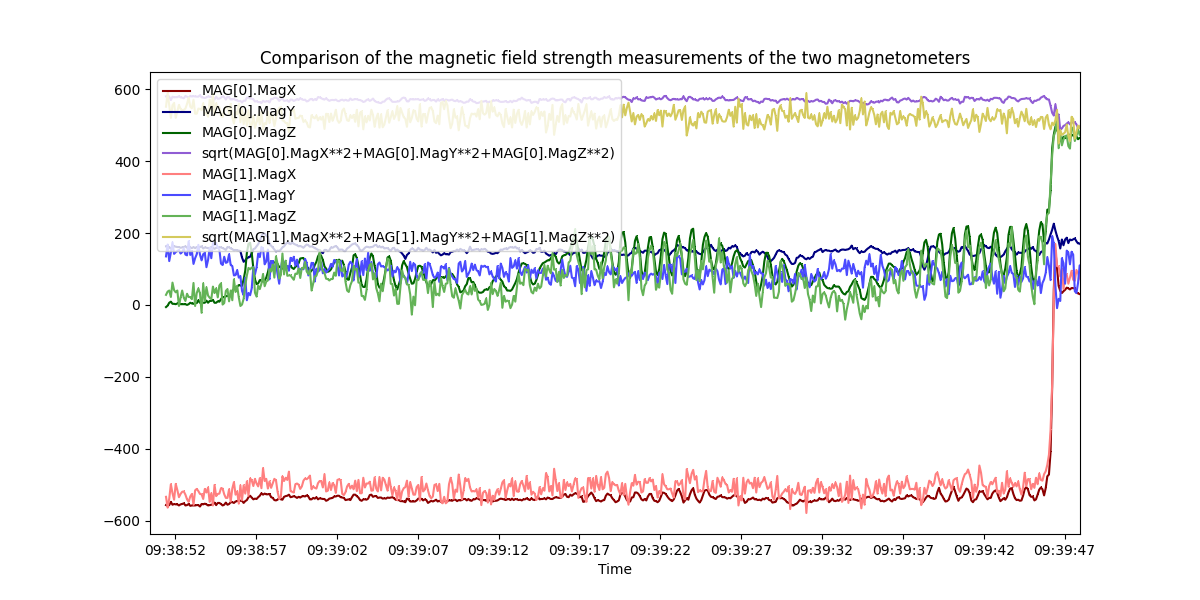 Comparison of the magnetic field strength measurements of the two magnetometers
600
400
200
0
−200
−400
−600
MAG[0].MagX
MAG[0].MagY
MAG[0].MagZ
sqrt(MAG[0].MagX**2+MAG[0].MagY**2+MAG[0].MagZ**2)
MAG[1].MagX
MAG[1].MagY
MAG[1].MagZ
sqrt(MAG[1].MagX**2+MAG[1].MagY**2+MAG[1].MagZ**2)
09:38:52 09:38:57 09:39:02 09:39:07 09:39:12 09:39:17 09:39:22 09:39:27 09:39:32 09:39:37 09:39:42 09:39:47
Time